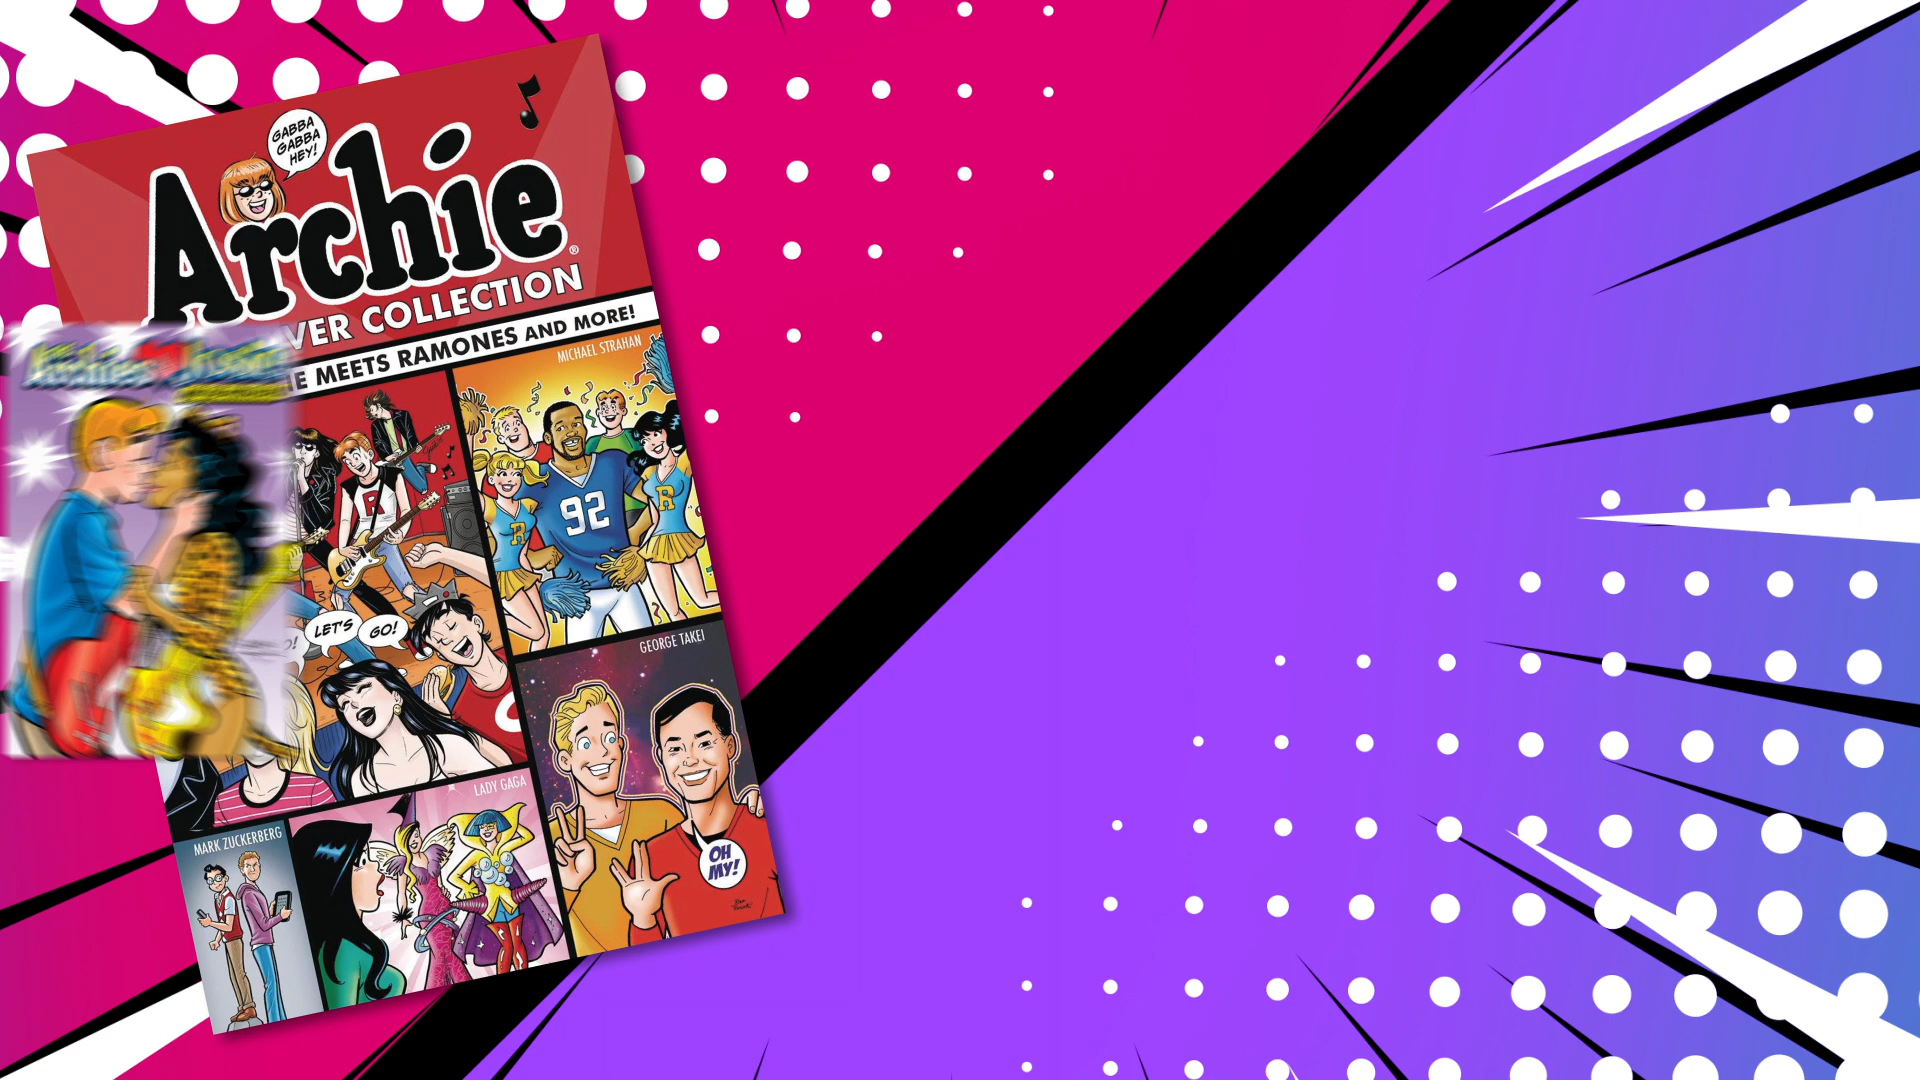 GABBA
GABBA
HEY!
Archie®
COLLECTION
MEETS RAMONES AND MORE!
MICHAEL STRAHAN
R
R
92
R
LET'S
GO!
GEORGE TAKEI
LADY GAGA
MARK ZUCKERBERG
OH
MY!